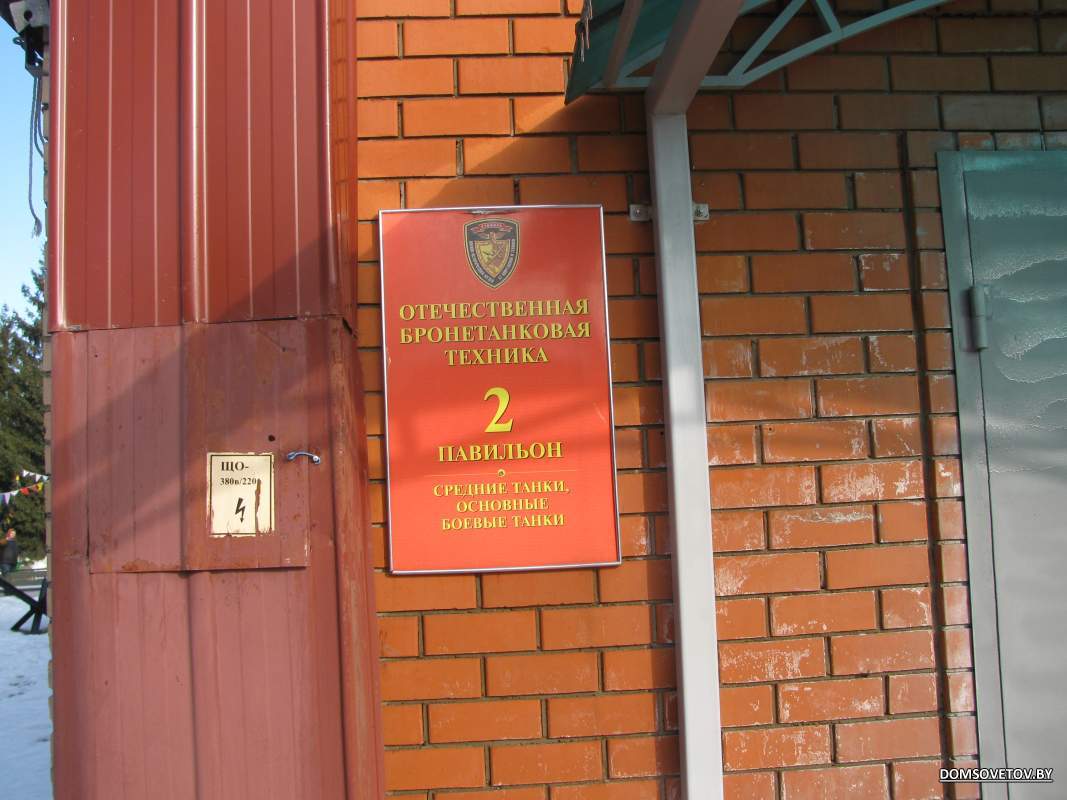 ОТЕЧЕСТВЕННАЯ
БРОНЕТАНКОВАЯ
ТЕХНИКА
2
ПАВИЛЬОН
СРЕДНИЕ ТАНКИ,
ОСНОВНЫЕ
БОЕВЫЕ ТАНКИ
ЩО-
380в/220
DOMSOVETOV.BY